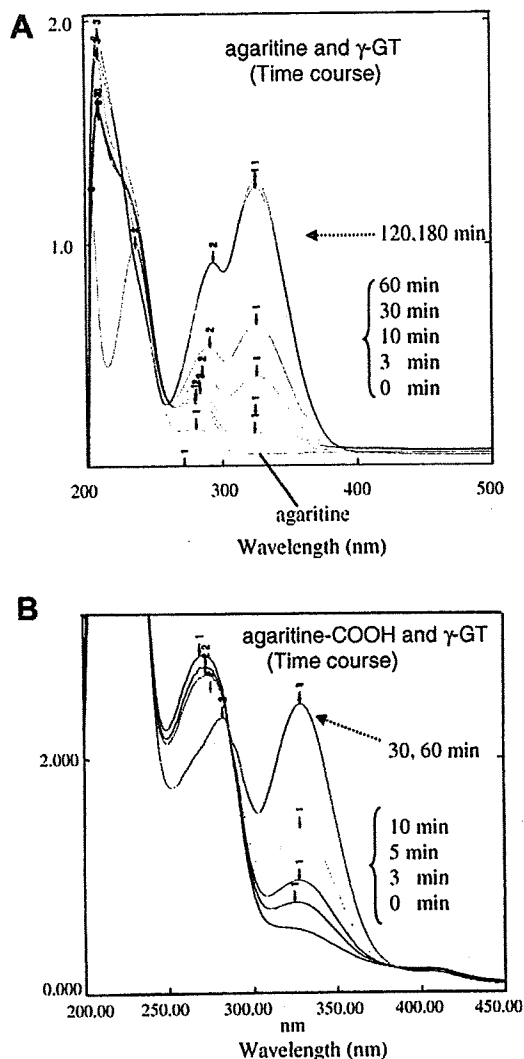 A
agaritine and γ-GT
(Time course)
2.0
1.0
120,180 min
60 min
30 min
10 min
3 min
0 min
agaritine
200
300
400
500
Wavelength (nm)
B
agaritine-COOH and γ-GT
(Time course)
2.000
0.000
30, 60 min
10 min
5 min
3 min
0 min
200.00 250.00 300.00 350.00 400.00 450.00
nm
Wavelength (nm)